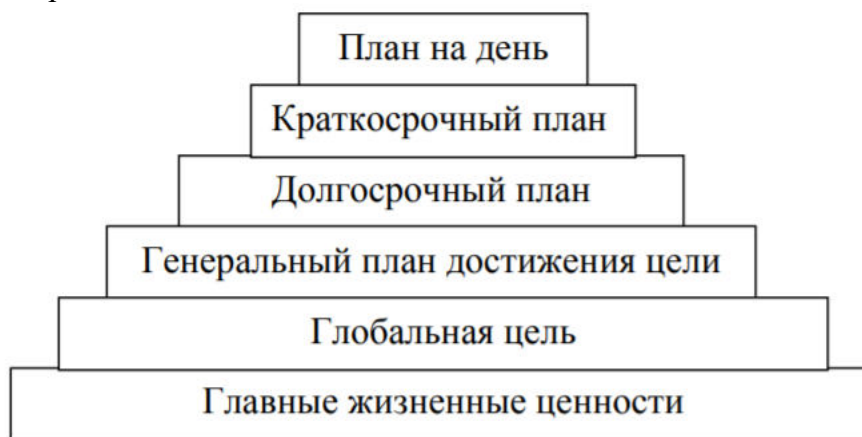 План на день
Краткосрочный план
Долгосрочный план
Генеральный план достижения цели
Глобальная цель
Главные жизненные ценности